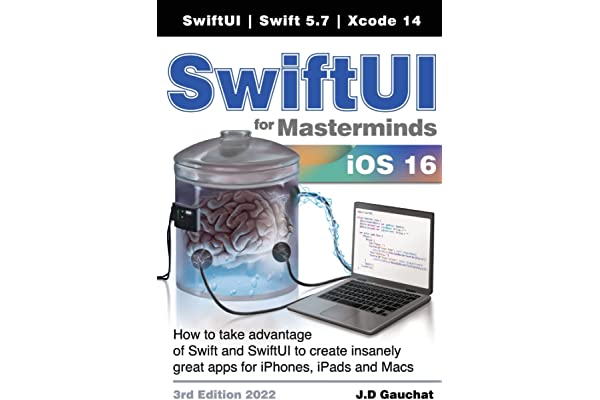 SwiftUI | Swift 5.7 | Xcode 14
SwiftUI
for Masterminds
iOS 16
How to take advantage
of Swift and SwiftUI to create insanely
great apps for iPhones, iPads and Macs
3rd Edition 2022 J.D Gauchat